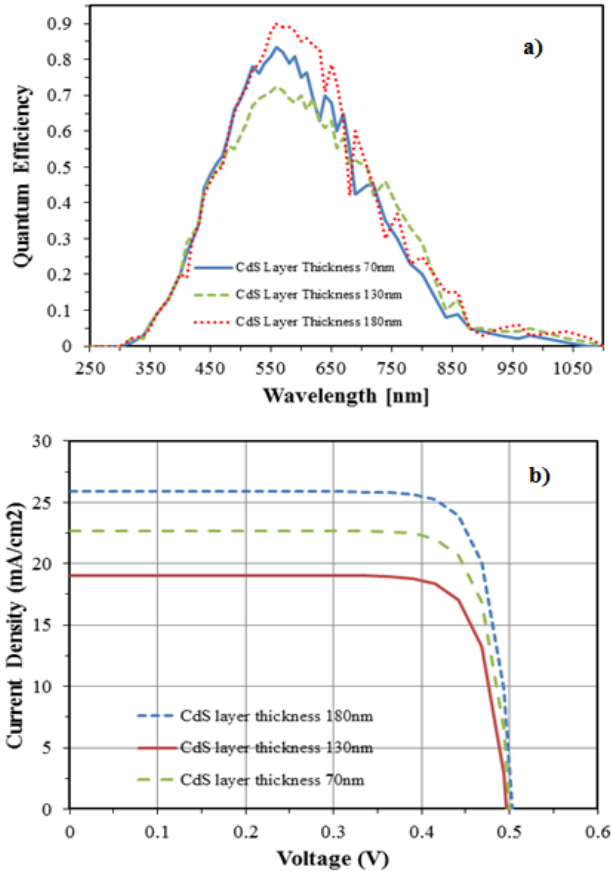 a)
0.9
0.8
0.7
0.6
0.5
0.4
0.3
0.2
0.1
0
Quantum Efficiency
CdS Layer Thickness 70nm
CdS Layer Thickness 130nm
CdS Layer Thickness 180nm
250 350 450 550 650 750 850 950 1050
Wavelength [nm]
b)
30
25
20
15
10
5
0
Current Density (mA/cm2)
CdS layer thickness 180nm
CdS layer thickness 130nm
CdS layer thickness 70nm
0 0.1 0.2 0.3 0.4 0.5 0.6
Voltage (V)